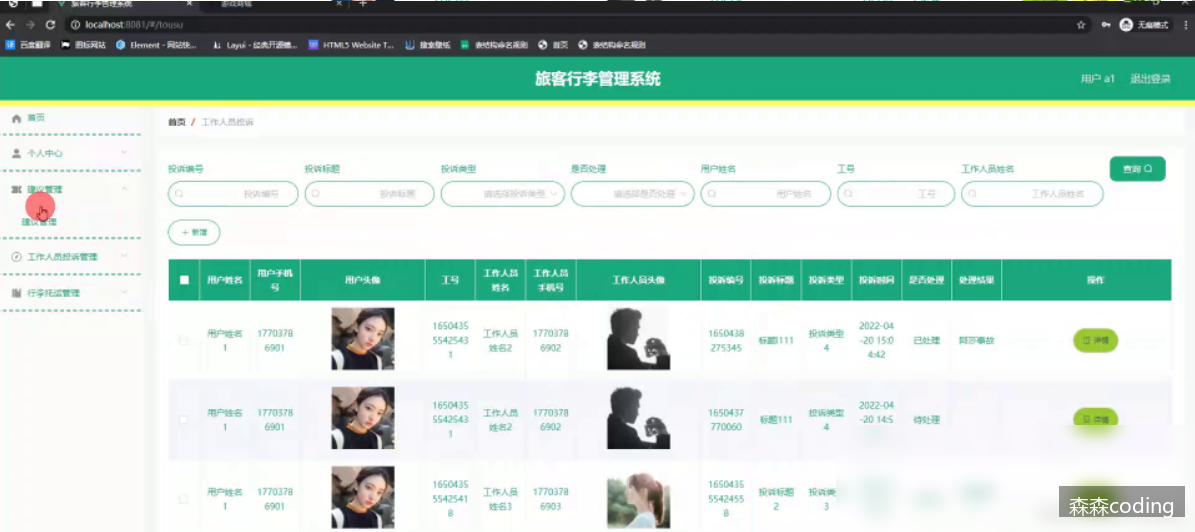 旅客行李管理系统
游戏商城
localhost:8081/#/tousu
无痕模式
百度翻译 图标网站 Element - 网站快... Layui - 经典开源模... HTML5 Website T... 搜索壁纸 表结构命名规则 首页 表结构命名规则
旅客行李管理系统
用户 a1 退出登录
首页
个人中心
建议管理
建议管理
工作人员投诉管理
行李托运管理
首页 / 工作人员投诉
投诉编号 投诉标题 投诉类型 是否处理 用户姓名 工号 工作人员姓名
投诉编号 投诉标题 请选择投诉类型 请选择是否处理 用户姓名 工号 工作人员姓名 查询
+ 新增
用户姓名 用户手机号 用户头像 工号 工作人员姓名 工作人员手机号 工作人员头像 投诉编号 投诉标题 投诉类型 投诉时间 是否处理 处理结果 操作
用户姓名1 17703786901 165043555425431 工作人员姓名2 17703786902 1650438275345 标题111 投诉类型4 2022-04-20 15:04:42 已处理 详情
用户姓名1 17703786901 165043555425431 工作人员姓名2 17703786902 1650437770060 标题111 投诉类型4 2022-04-20 14:5 待处理 详情
用户姓名1 17703786901 165043555425418 工作人员姓名3 17703786903 165043555424558 投诉标题2 投诉类3
森森coding